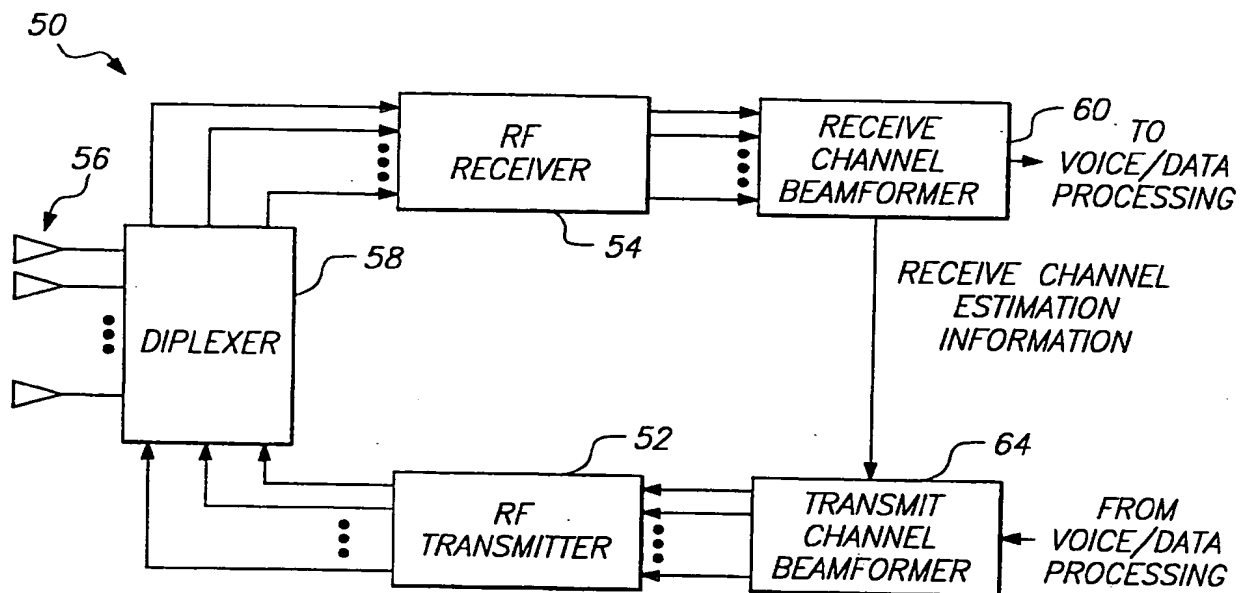 50
56
DIPLEXER
58
RF
RECEIVER
54
RECEIVE
CHANNEL
BEAMFORMER
60
TO
VOICE/DATA
PROCESSING
RECEIVE CHANNEL
ESTIMATION
INFORMATION
52
RF
TRANSMITTER
64
TRANSMIT
CHANNEL
BEAMFORMER
FROM
VOICE/DATA
PROCESSING